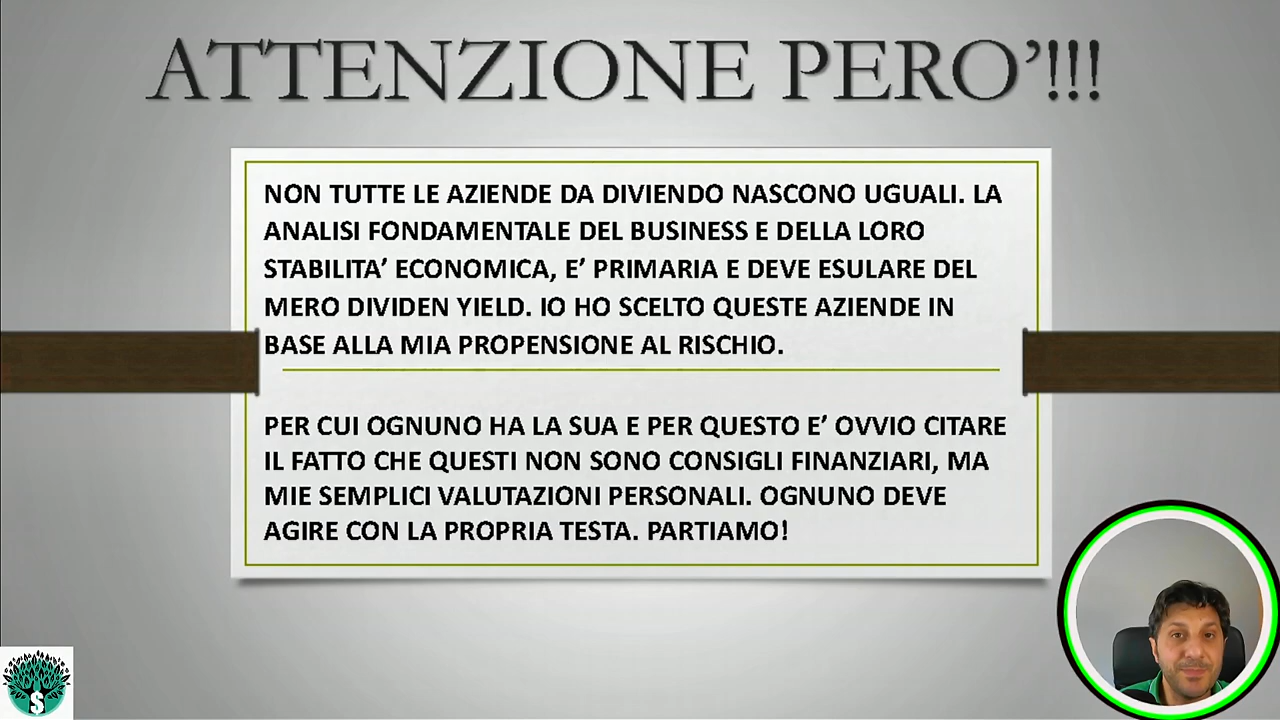 ATTENZIONE PERO’!!!
NON TUTTE LE AZIENDE DA DIVIENDO NASCONO UGUALI. LA
ANALISI FONDAMENTALE DEL BUSINESS E DELLA LORO
STABILITA’ ECONOMICA, E’ PRIMARIA E DEVE ESULARE DEL
MERO DIVIDEN YIELD. IO HO SCELTO QUESTE AZIENDE IN
BASE ALLA MIA PROPENSIONE AL RISCHIO.
PER CUI OGNUNO HA LA SUA E PER QUESTO E’ OVVIO CITARE
IL FATTO CHE QUESTI NON SONO CONSIGLI FINANZIARI, MA
MIE SEMPLICI VALUTAZIONI PERSONALI. OGNUNO DEVE
AGIRE CON LA PROPRIA TESTA. PARTIAMO!
$